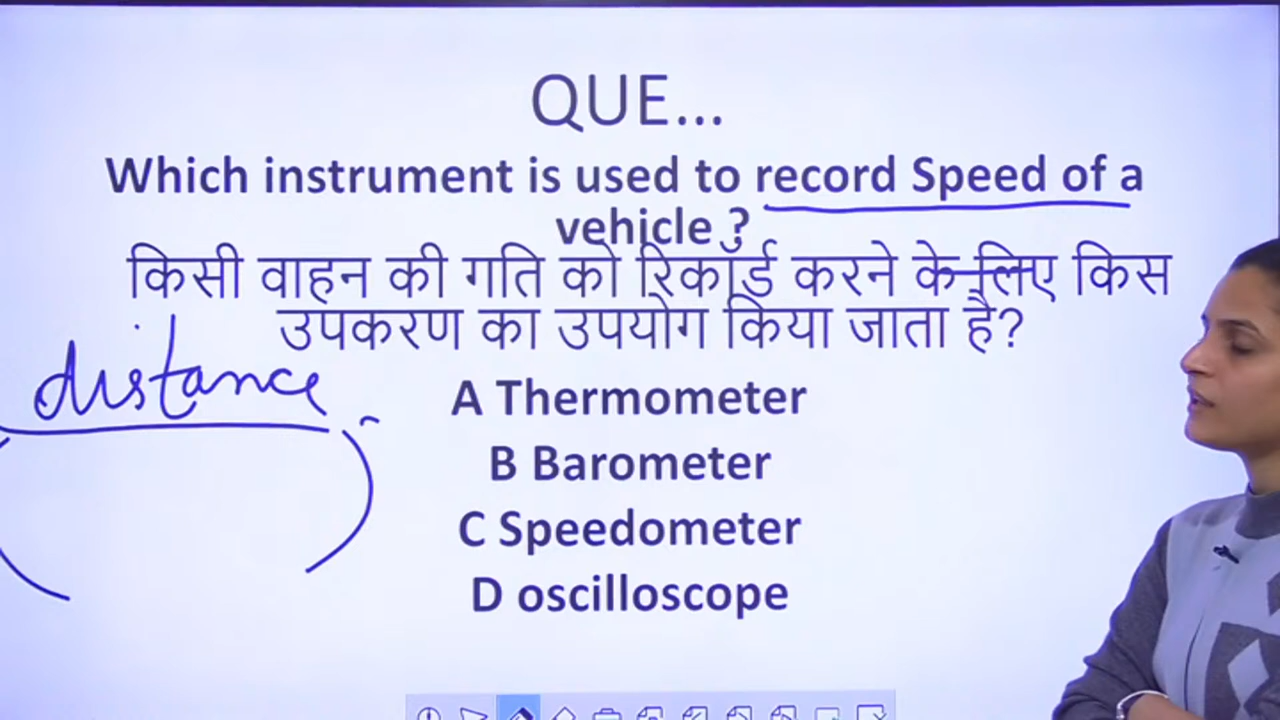 QUE...
Which instrument is used to record Speed of a
vehicle ?
किसी वाहन की गति को रिकॉर्ड करने के लिए किस
उपकरण का उपयोग किया जाता है?
distance
A Thermometer
B Barometer
C Speedometer
D oscilloscope